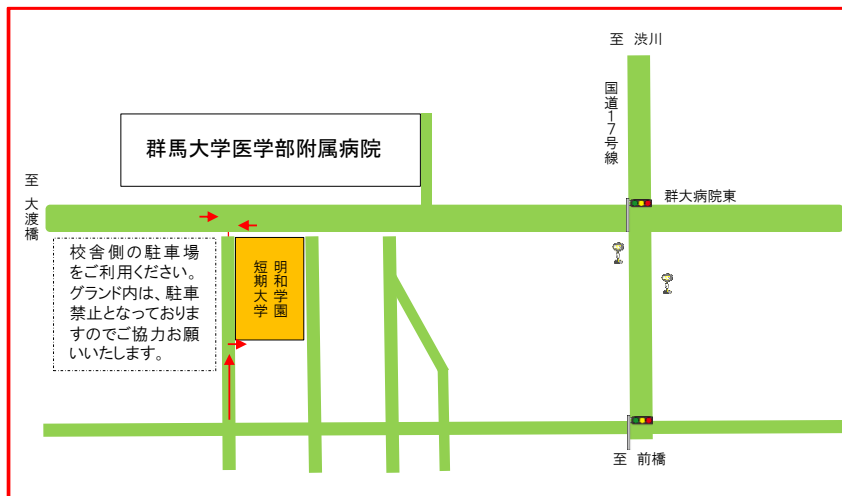 至 渋川
国道17号線
群馬大学医学部附属病院
至 大渡橋
群大病院東
校舎側の駐車場
をご利用ください。
グランド内は、駐車
禁止となっておりま
すのでご協力お願
いいたします。
明和学園
短期大学
至 前橋